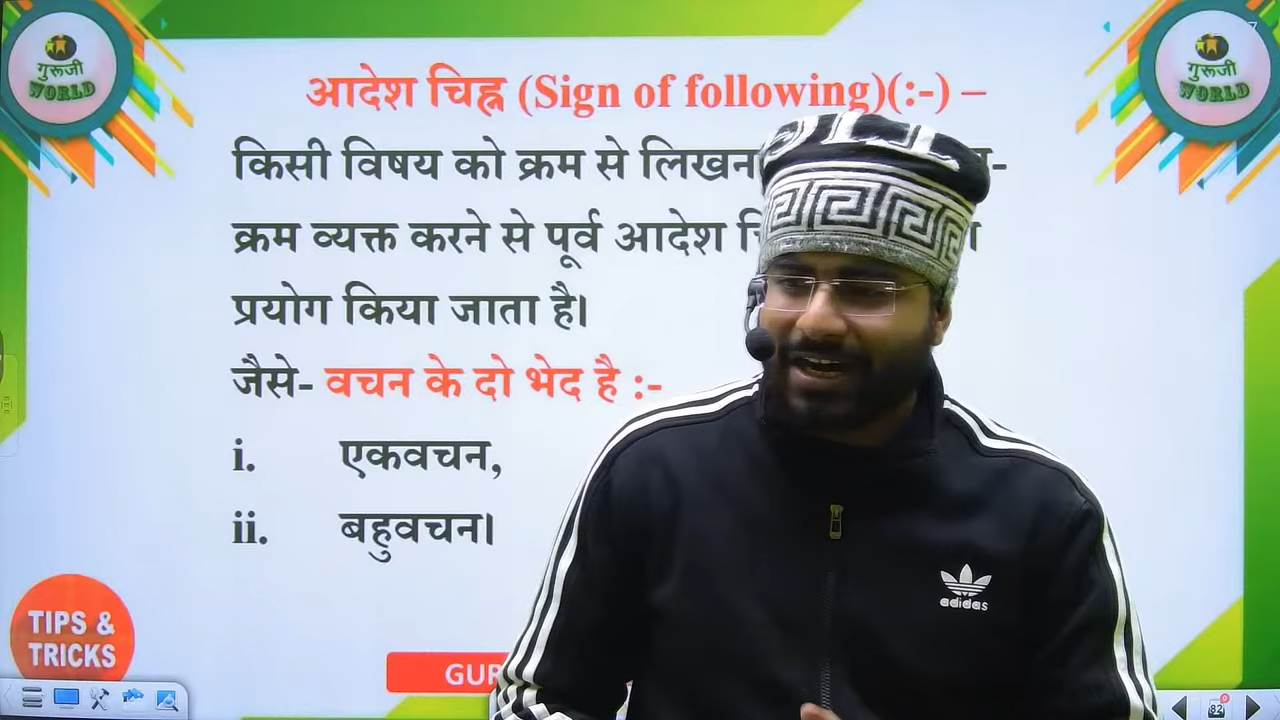 गुरूजी
WORLD
गुरूजी
WORLD
आदेश चिह्न (Sign of following)(:-) –
किसी विषय को क्रम से लिखन
क्रम व्यक्त करने से पूर्व आदेश
प्रयोग किया जाता है।
जैसे- वचन के दो भेद है :-
i. एकवचन,
ii. बहुवचन।
adidas
TIPS &
TRICKS
GUR
82